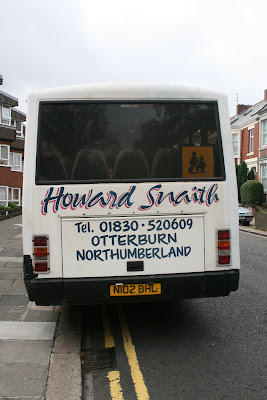 Howard Snaith
Tel. 01830 • 520609
OTTERBURN
NORTHUMBERLAND
N102 BHL